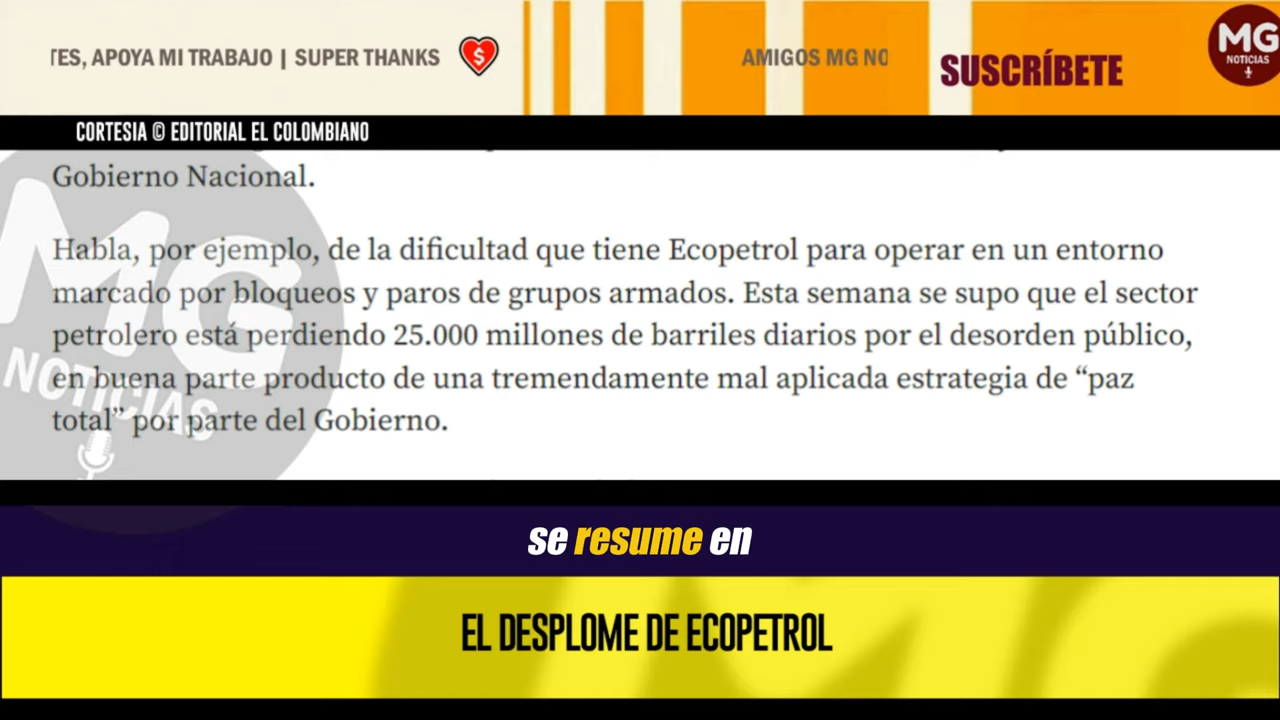 TES, APOYA MI TRABAJO | SUPER THANKS
AMIGOS MG NO
SUSCRÍBETE
MG
NOTICIAS
CORTESIA © EDITORIAL EL COLOMBIANO
Gobierno Nacional.
Habla, por ejemplo, de la dificultad que tiene Ecopetrol para operar en un entorno
marcado por bloqueos y paros de grupos armados. Esta semana se supo que el sector
petrolero está perdiendo 25.000 millones de barriles diarios por el desorden público,
en buena parte producto de una tremendamente mal aplicada estrategia de “paz
total” por parte del Gobierno.
MG
NOTICIAS
se resume en
EL DESPLOME DE ECOPETROL